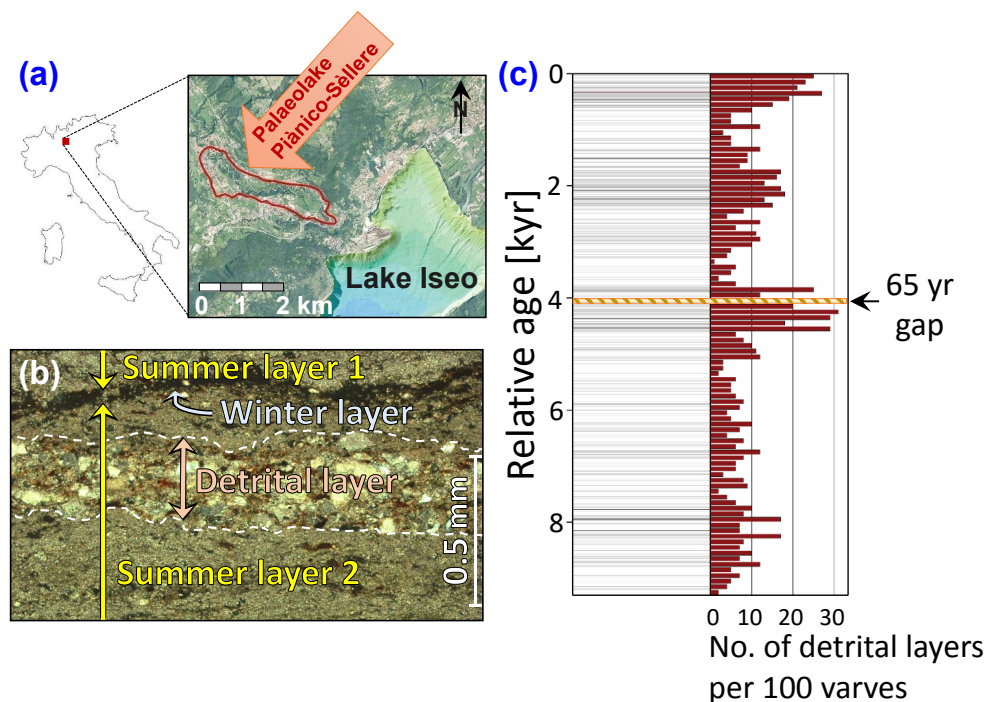 (a)
Palaeolake
Piànico-Sèllere
N
Lake Iseo
0 1 2 km
(b)
Summer layer 1
Winter layer
Detrital layer
Summer layer 2
0.5 mm
(c)
Relative age [kyr]
0
2
4
6
8
65 yr
gap
0 10 20 30
No. of detrital layers
per 100 varves